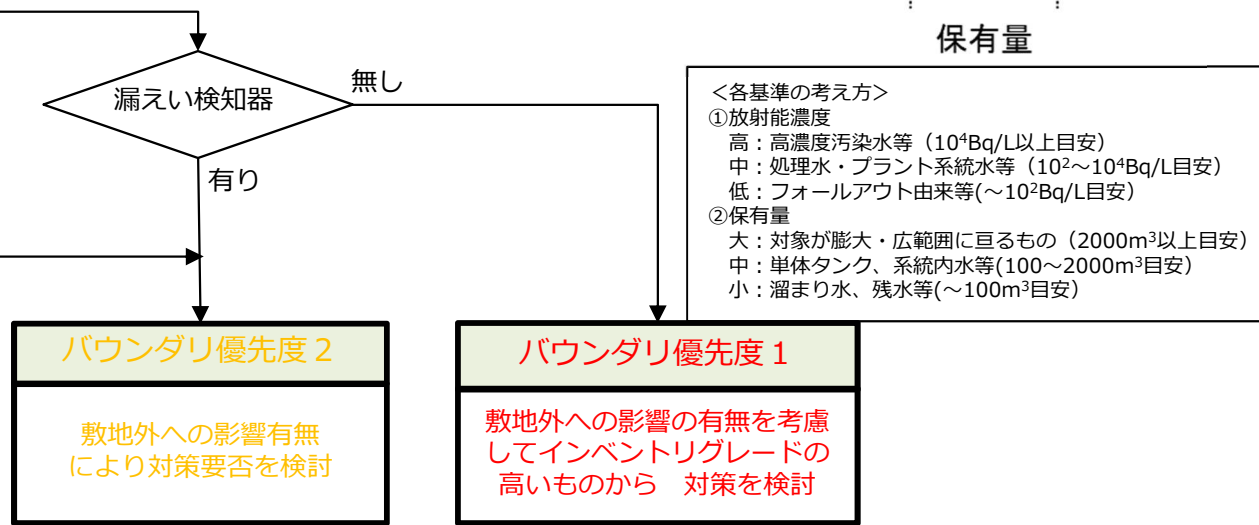 保有量
漏えい検知器
無し
有り
＜各基準の考え方＞
①放射能濃度
高：高濃度汚染水等（10⁴Bq/L以上目安）
中：処理水・プラント系統水等（10²～10⁴Bq/L目安）
低：フォールアウト由来等(～10²Bq/L目安）
②保有量
大：対象が膨大・広範囲に亘るもの（2000m³以上目安）
中：単体タンク、系統内水等(100～2000m³目安）
小：溜まり水、残水等(～100m³目安）
バウンダリ優先度２
敷地外への影響有無
により対策要否を検討
バウンダリ優先度１
敷地外への影響の有無を考慮
してインベントリグレードの
高いものから　対策を検討